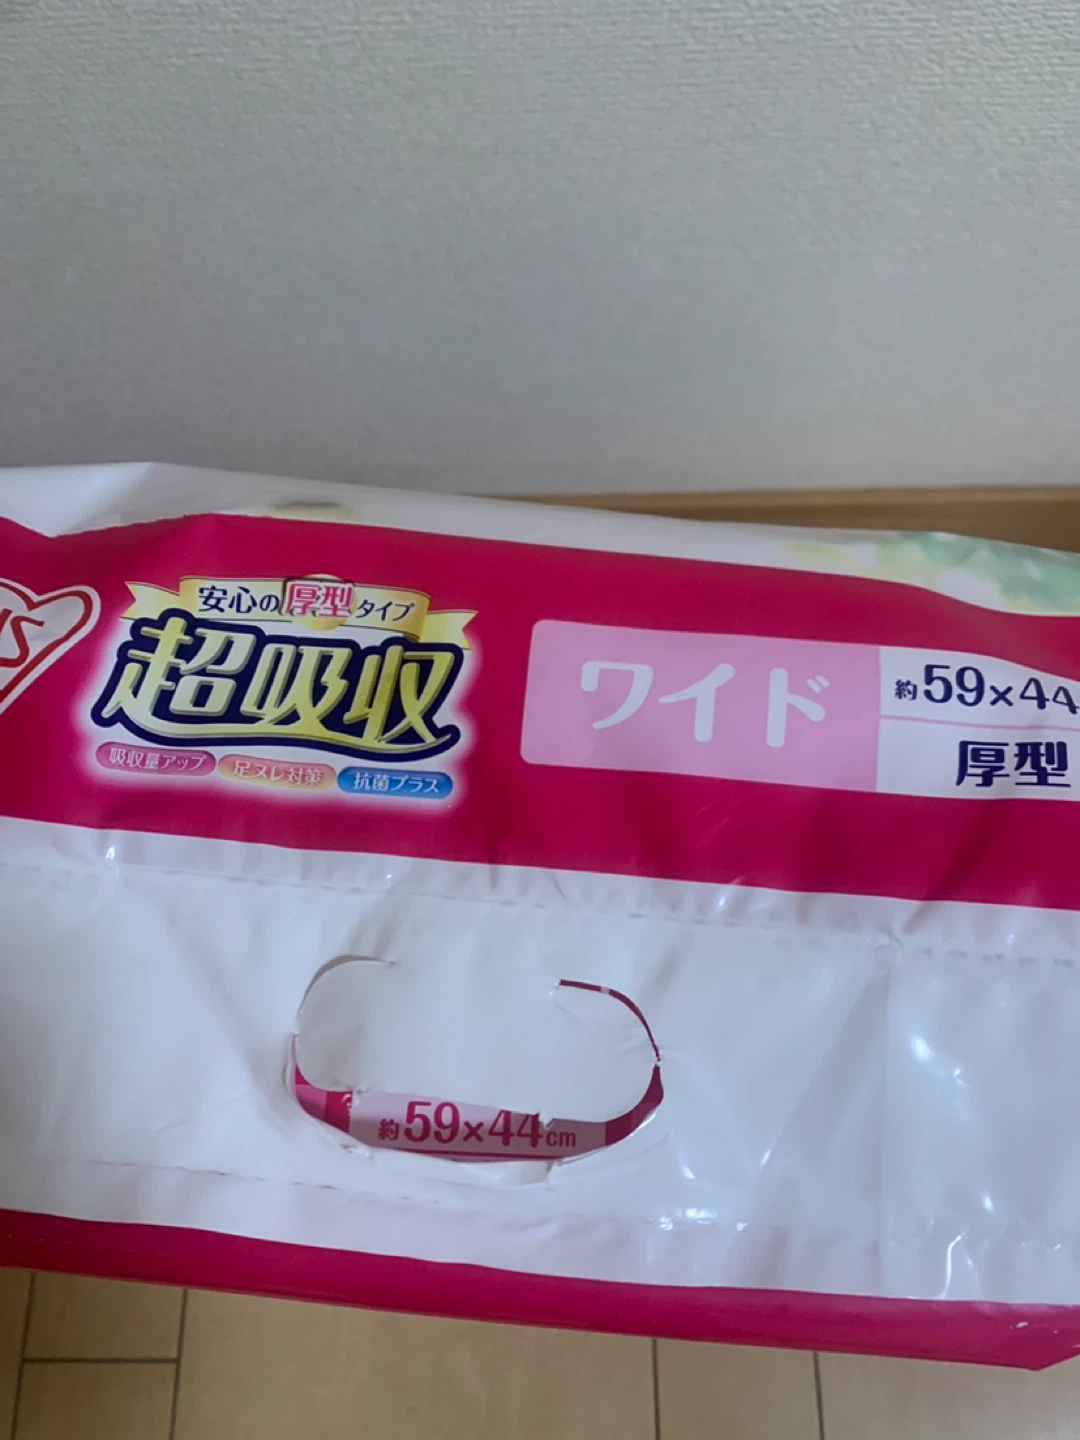 IS
安心の厚型タイプ
超吸収
吸収量アップ
足ヌレ対策
抗菌プラス
ワイド
約59×44
厚型
約59×44cm